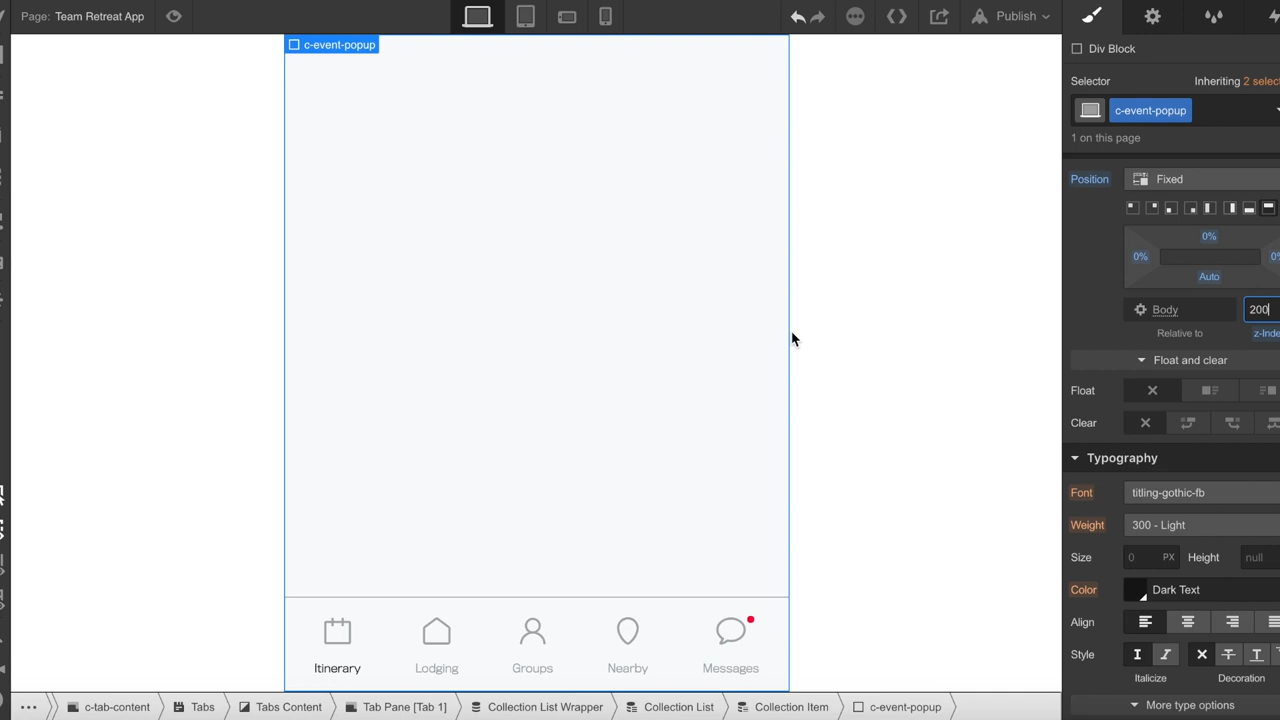 Page: Team Retreat App
Publish
c-event-popup
Div Block
Selector
Inheriting 2 select
c-event-popup
1 on this page
Position
Fixed
0%
0%
0%
Auto
Body
200
Relative to
z-Inde
Float and clear
Float
Clear
Typography
Font
titling-gothic-fb
Weight
300 - Light
Size
0
PX
Height
null
Color
Dark Text
Align
Style
Italicize
Decoration
More type options
Itinerary
Lodging
Groups
Nearby
Messages
c-tab-content
Tabs
Tabs Content
Tab Pane [Tab 1]
Collection List Wrapper
Collection List
Collection Item
c-event-popup